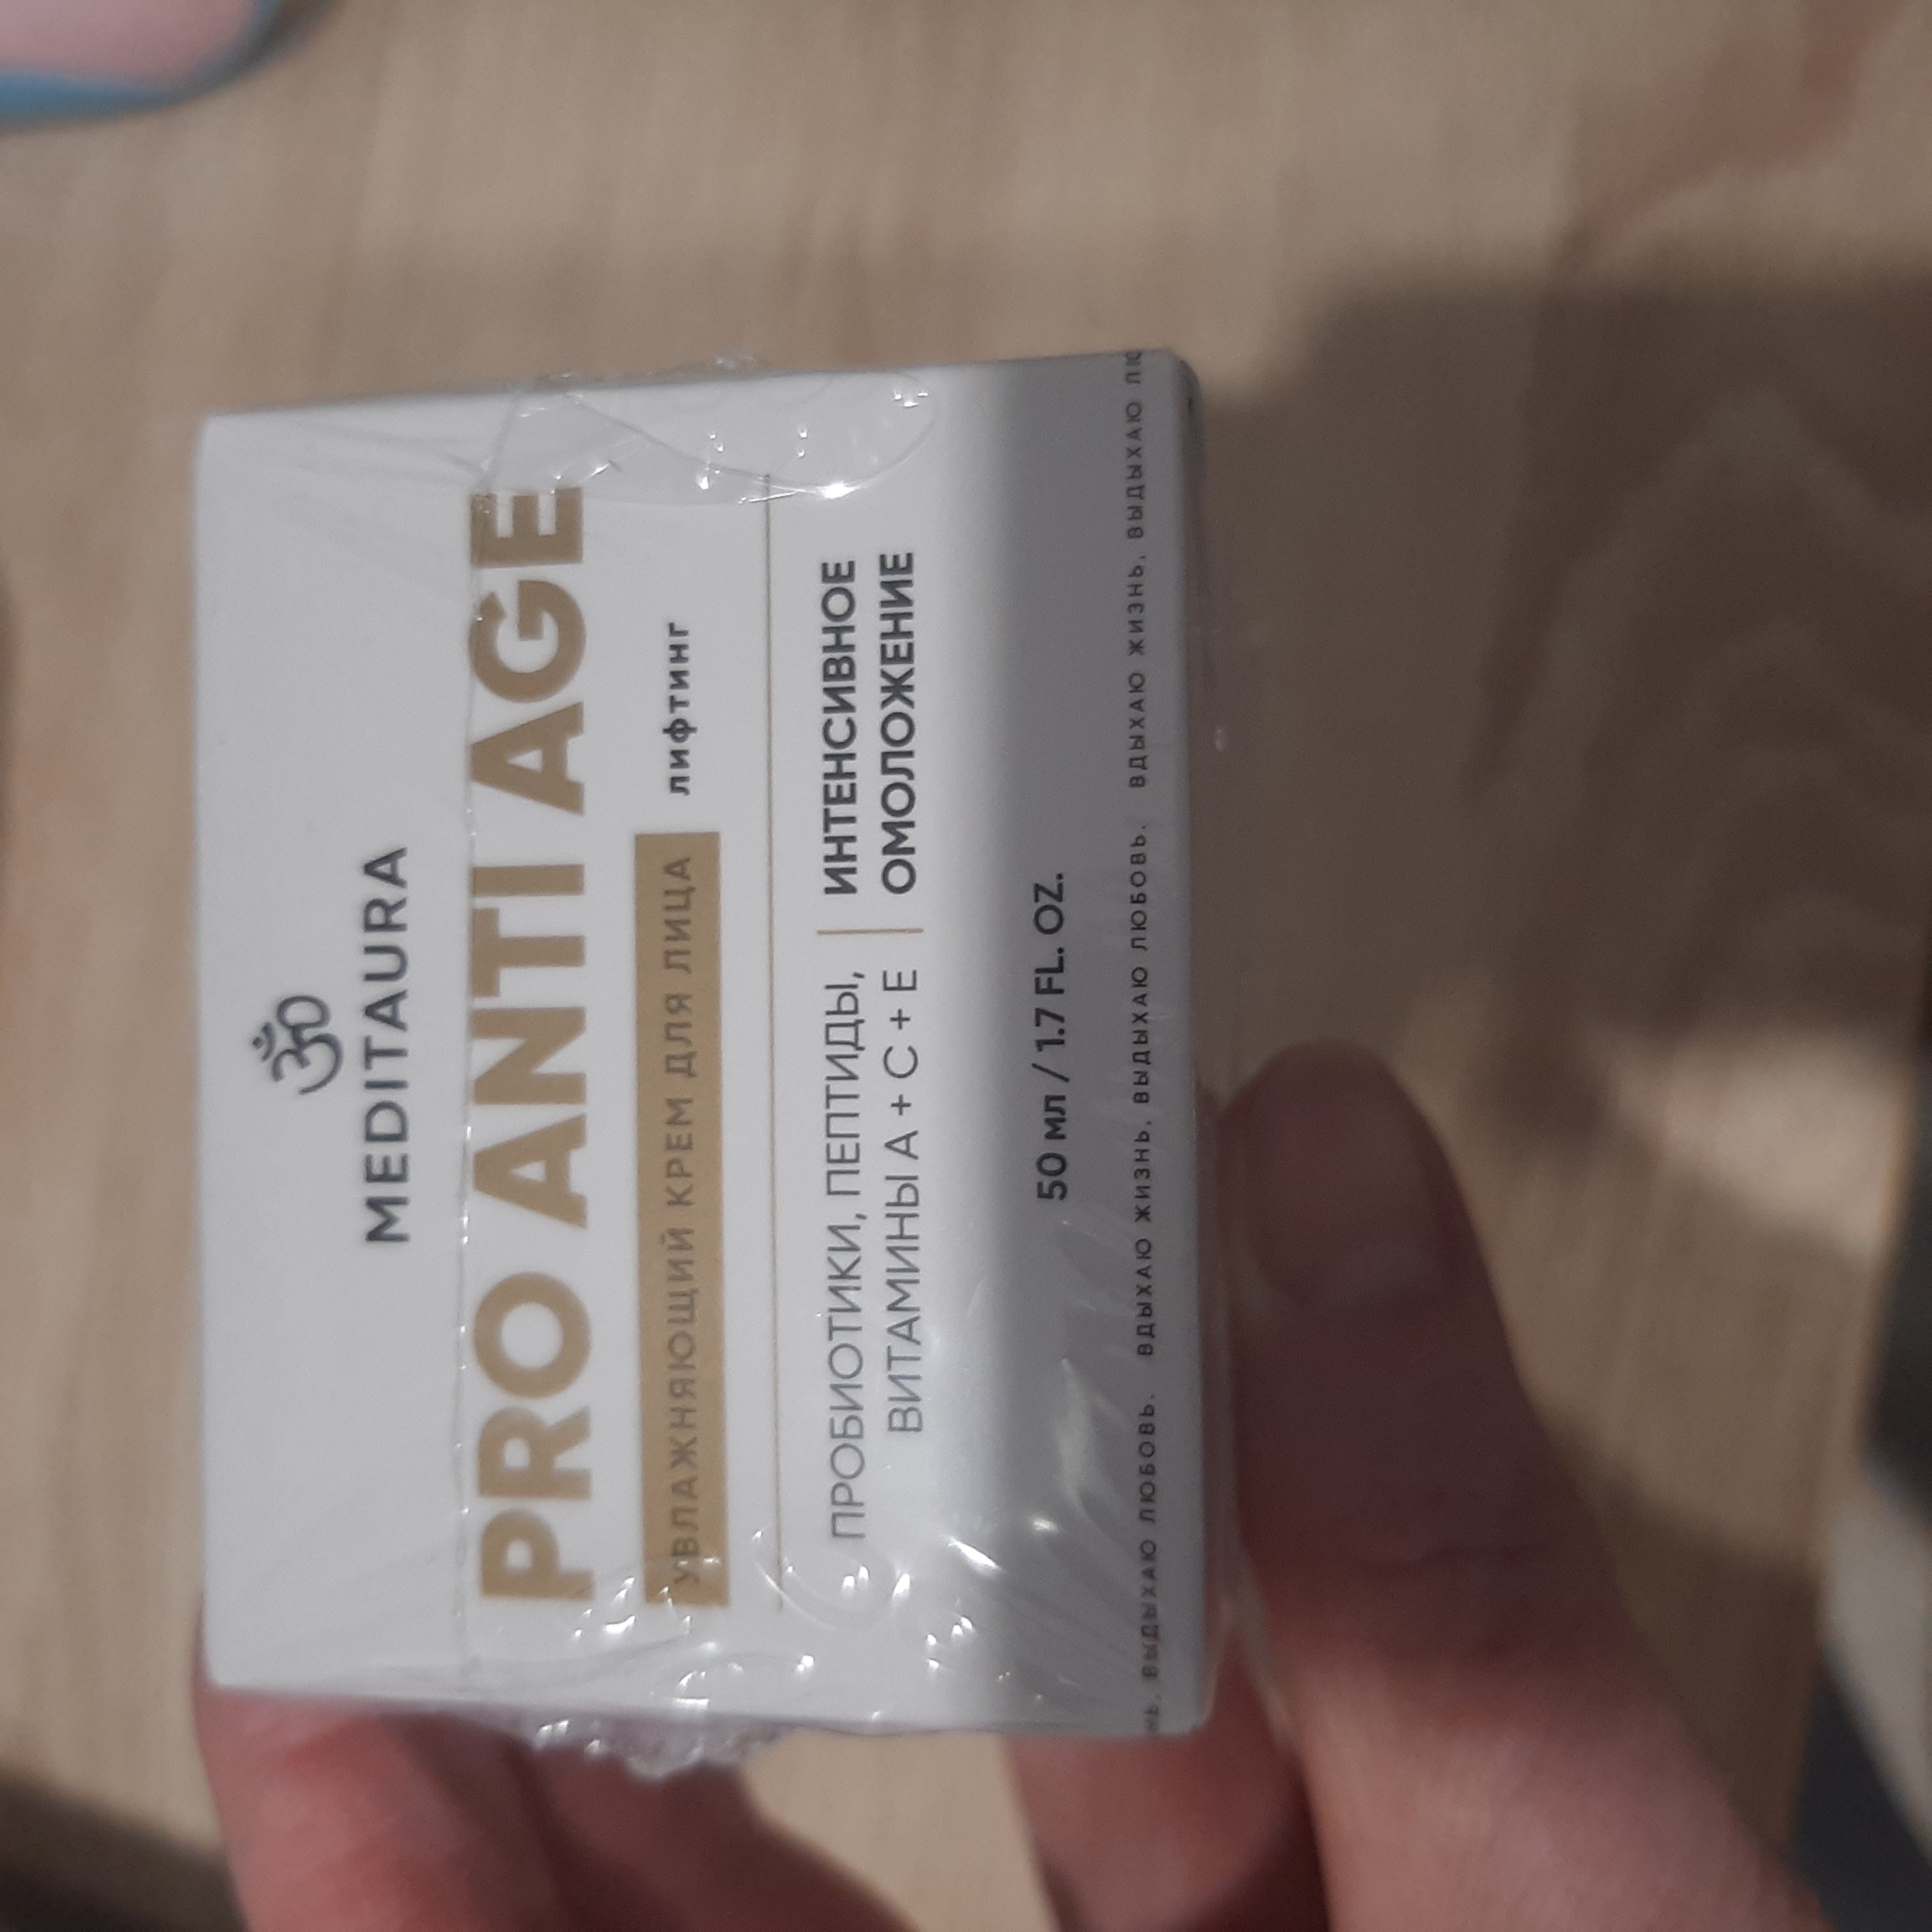 ॐ
MEDITAURA
PRO ANTI AGE
УВЛАЖНЯЮЩИЙ КРЕМ ДЛЯ ЛИЦА лифтинг
ПРОБИОТИКИ, ПЕПТИДЫ,
ВИТАМИНЫ A + C + E
ИНТЕНСИВНОЕ
ОМОЛОЖЕНИЕ
50 мл / 1.7 FL. OZ.
ВЫДЫХАЮ ЛЮБОВЬ. ВДЫХАЮ ЖИЗНЬ, ВЫДЫХАЮ ЛЮБОВЬ. ВДЫХАЮ ЖИЗНЬ, ВЫДЫХАЮ